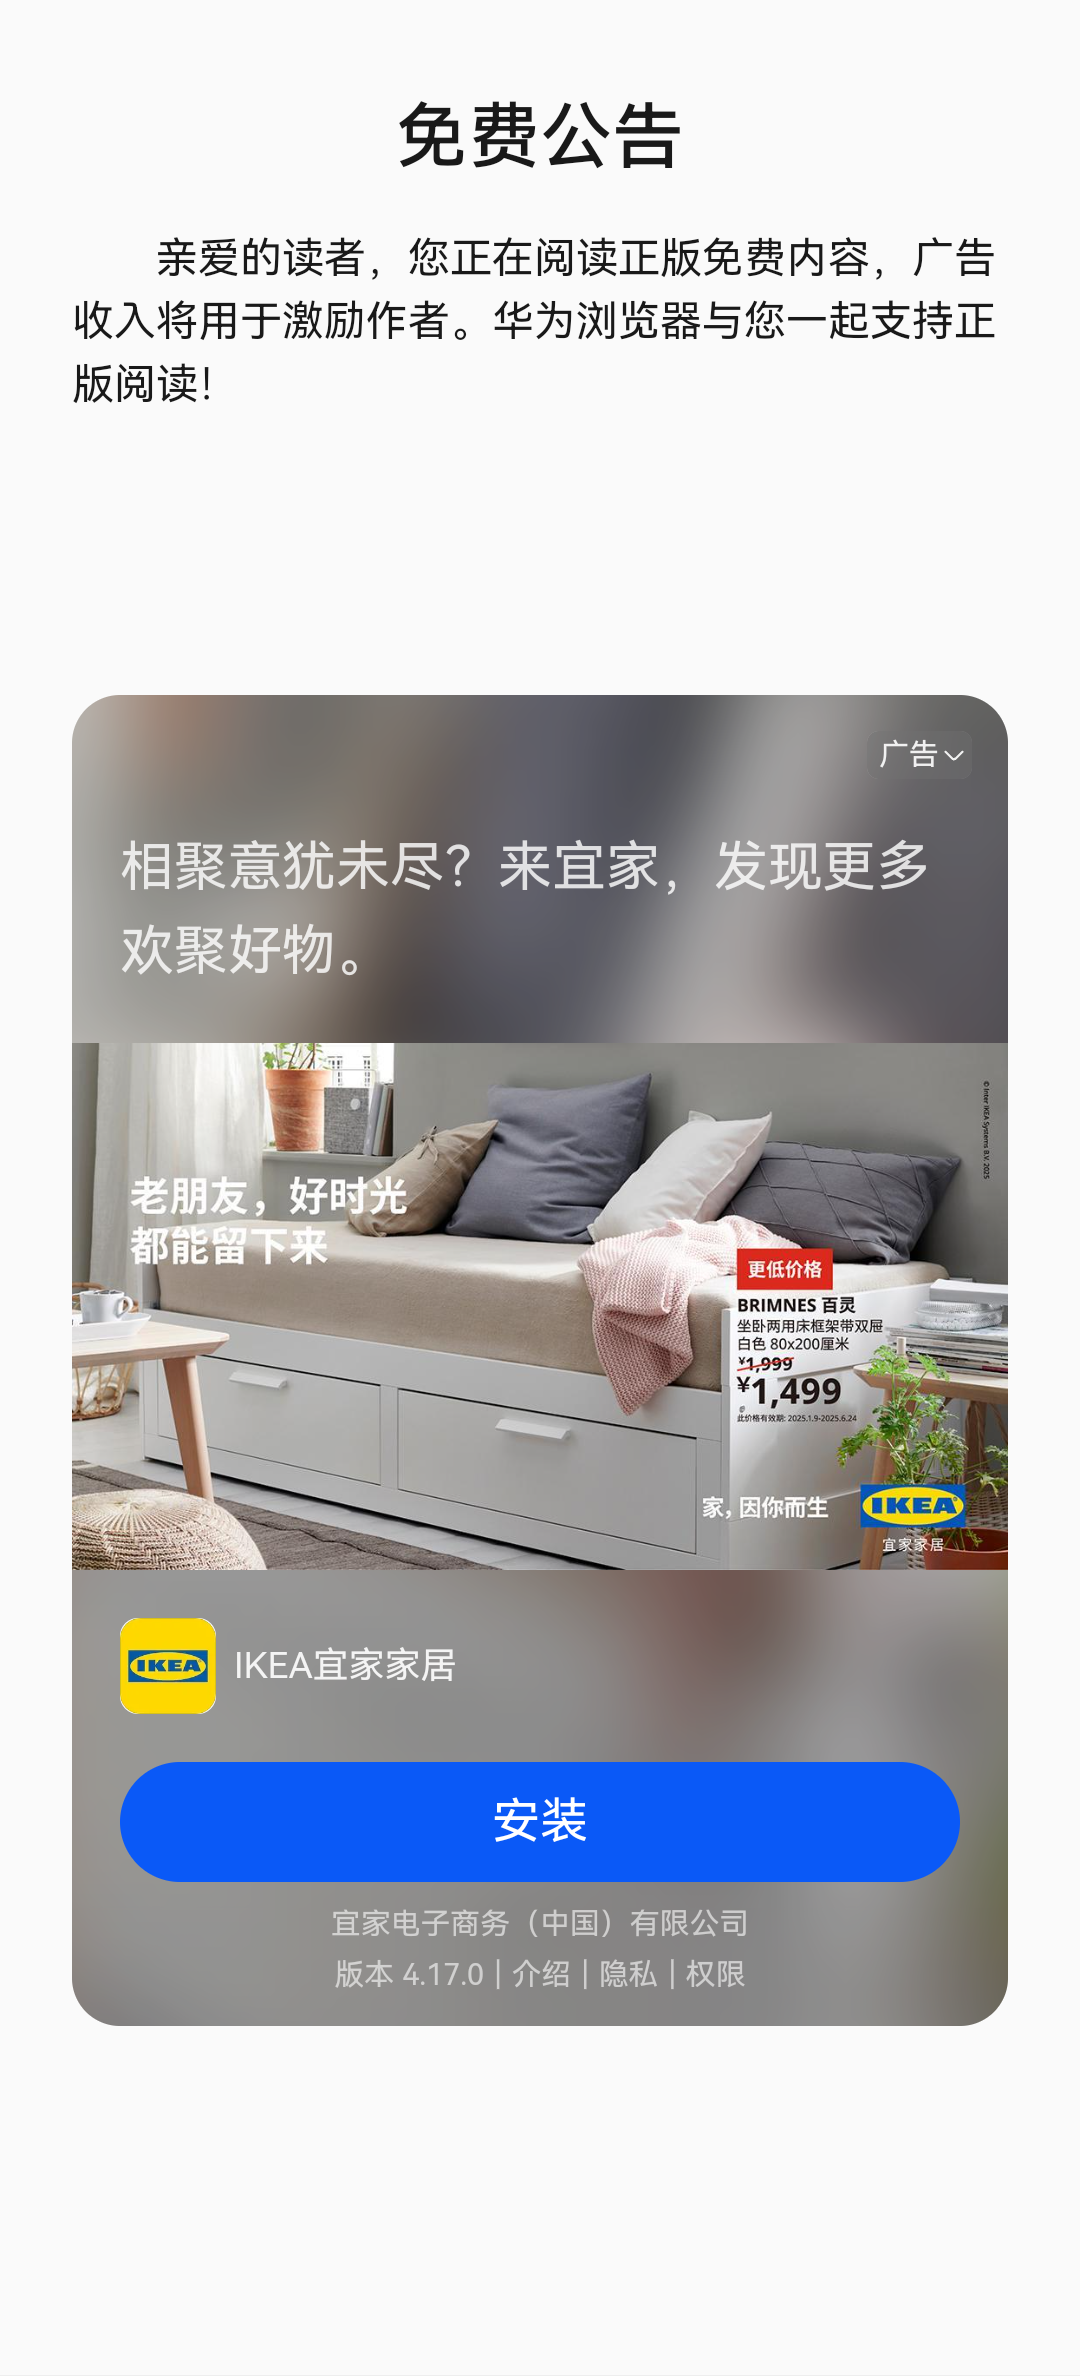 免费公告
亲爱的读者，您正在阅读正版免费内容，广告
收入将用于激励作者。华为浏览器与您一起支持正
版阅读！
广告
相聚意犹未尽？来宜家，发现更多
欢聚好物。
© Inter IKEA Systems B.V. 2025
老朋友，好时光
都能留下来
更低价格
BRIMNES 百灵
坐卧两用床框架带双屉
白色 80x200厘米
¥1,999
¥1,499
@
此价格有效期: 2025.1.9-2025.6.24
家，因你而生
IKEA
宜家家居
IKEA
IKEA宜家家居
安装
宜家电子商务（中国）有限公司
版本 4.17.0 | 介绍 | 隐私 | 权限